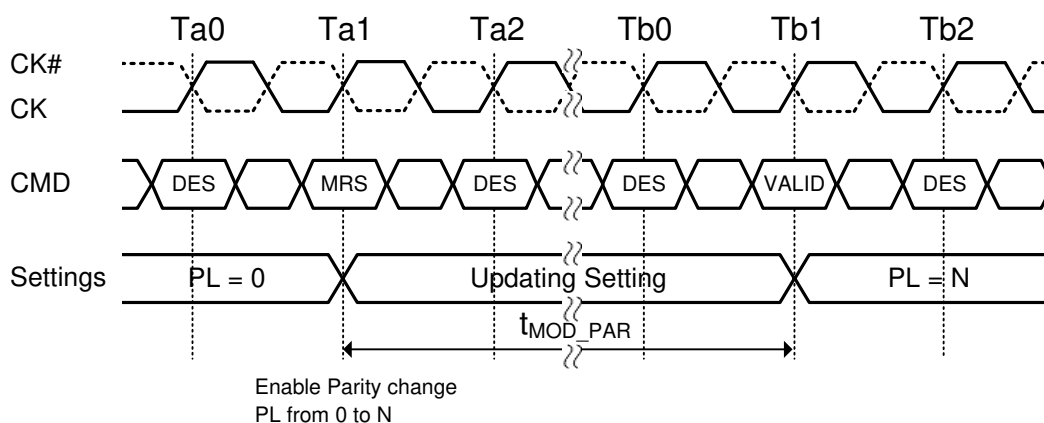 Ta0 Ta1 Ta2 Tb0 Tb1 Tb2
CK#
CK
CMD DES MRS DES DES VALID DES
Settings PL = 0 Updating Setting PL = N
tMOD_PAR
Enable Parity change
PL from 0 to N